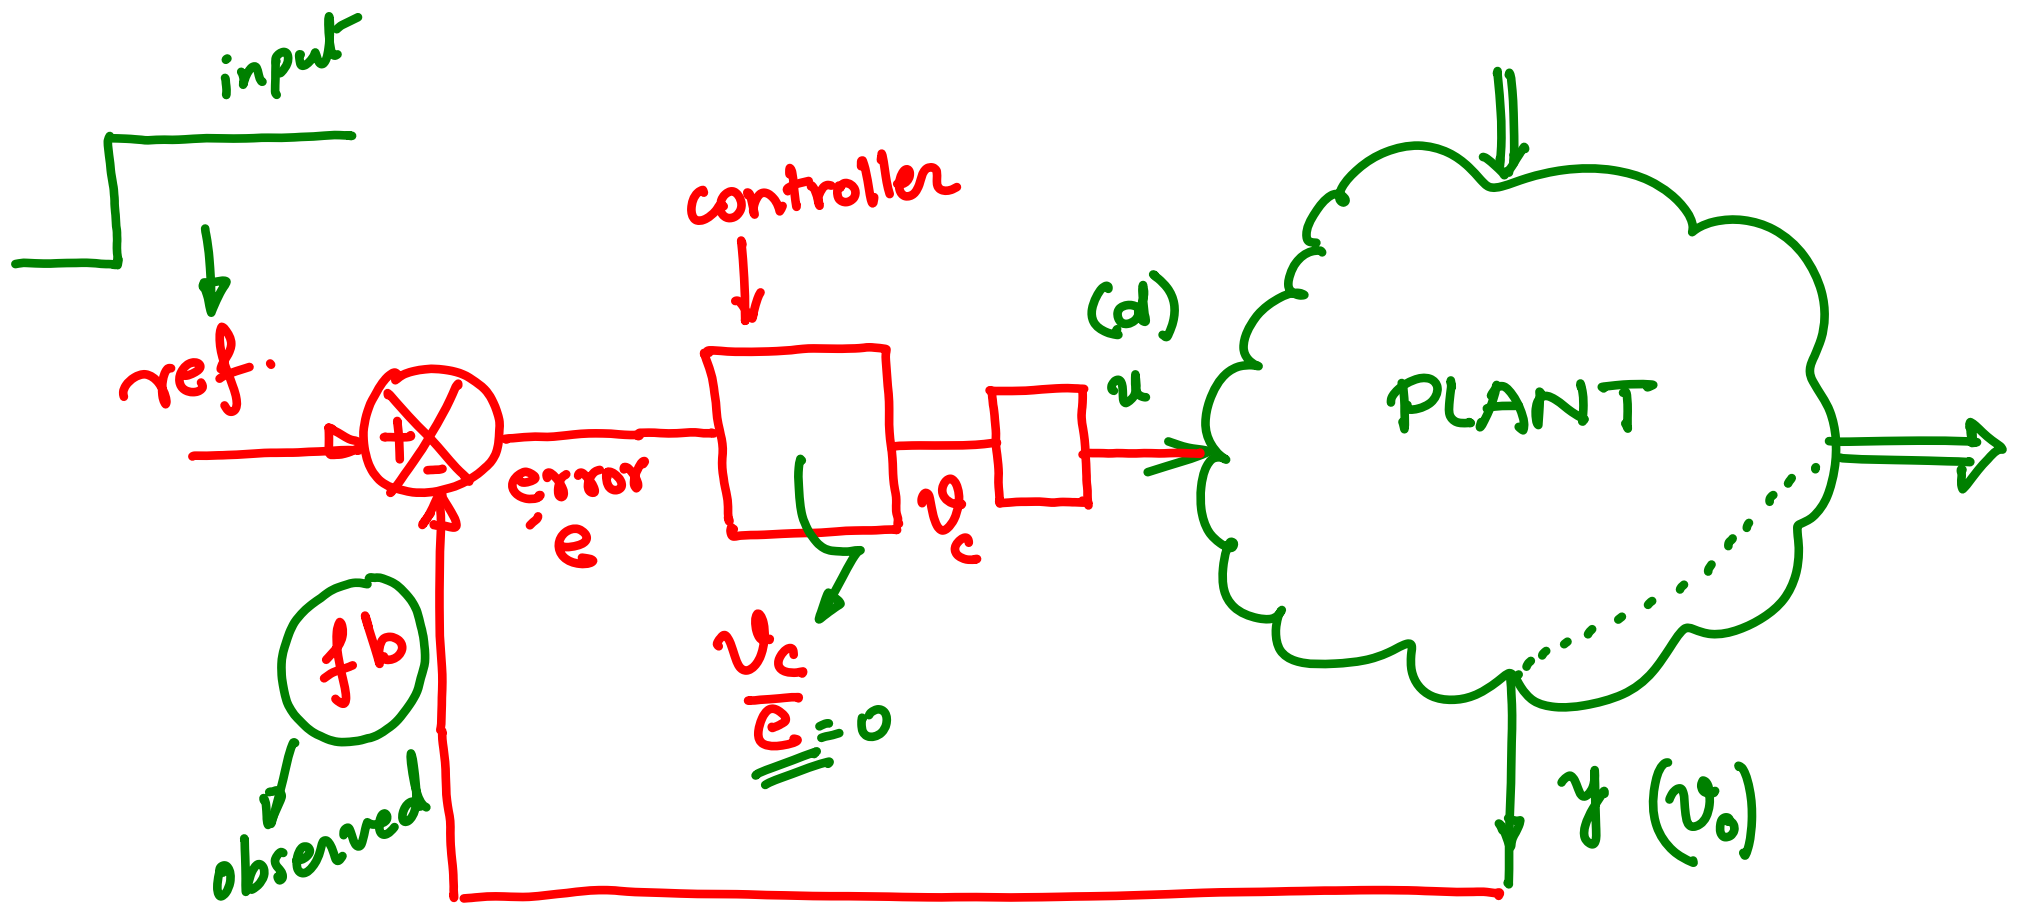 input
ref.
+
-
error
e
controller
v_c
(d)
u
PLANT
fb
observed
v_c
e = 0
y (v_o)